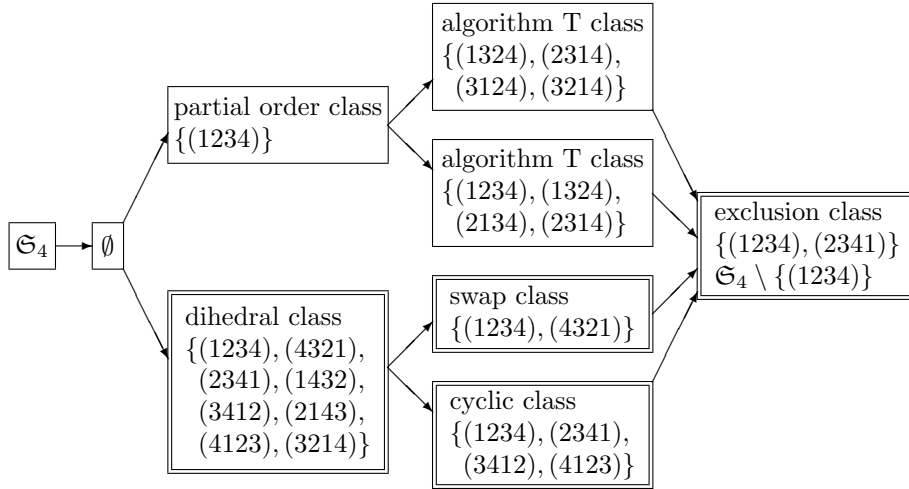 𝔖₄
∅
partial order class
{(1234)}
dihedral class
{(1234), (4321),
(2341), (1432),
(3412), (2143),
(4123), (3214)}
algorithm T class
{(1324), (2314),
(3124), (3214)}
algorithm T class
{(1234), (1324),
(2134), (2314)}
swap class
{(1234), (4321)}
cyclic class
{(1234), (2341),
(3412), (4123)}
exclusion class
{(1234), (2341)}
𝔖₄ \ {(1234)}